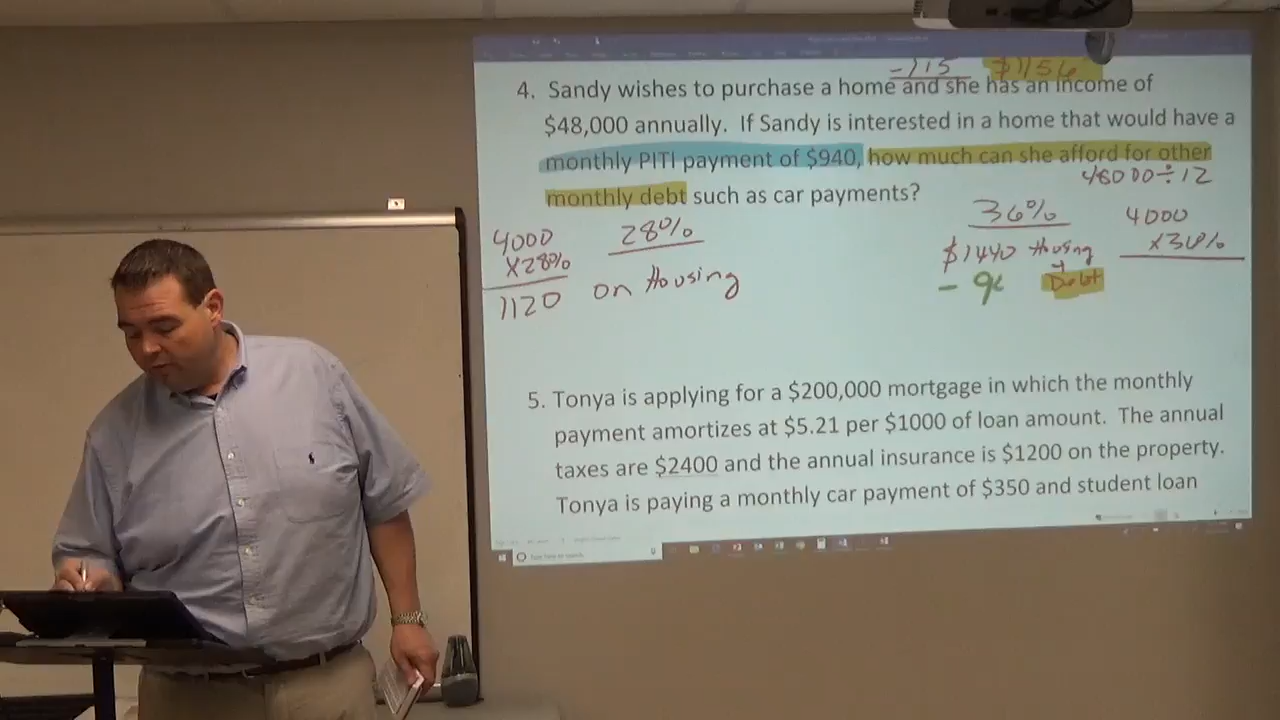 -115 $1156
4. Sandy wishes to purchase a home and she has an income of
$48,000 annually. If Sandy is interested in a home that would have a
monthly PITI payment of $940, how much can she afford for other
monthly debt such as car payments?
48000÷12
4000
x28%
1120
28%
on Housing
36%
$1440 Housing
+
- 9 Debt
4000
x36%
5. Tonya is applying for a $200,000 mortgage in which the monthly
payment amortizes at $5.21 per $1000 of loan amount. The annual
taxes are $2400 and the annual insurance is $1200 on the property.
Tonya is paying a monthly car payment of $350 and student loan